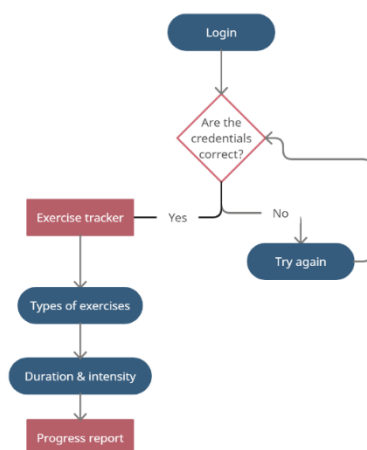 Login
Are the
credentials
correct?
Exercise tracker
Yes
No
Try again
Types of exercises
Duration & intensity
Progress report